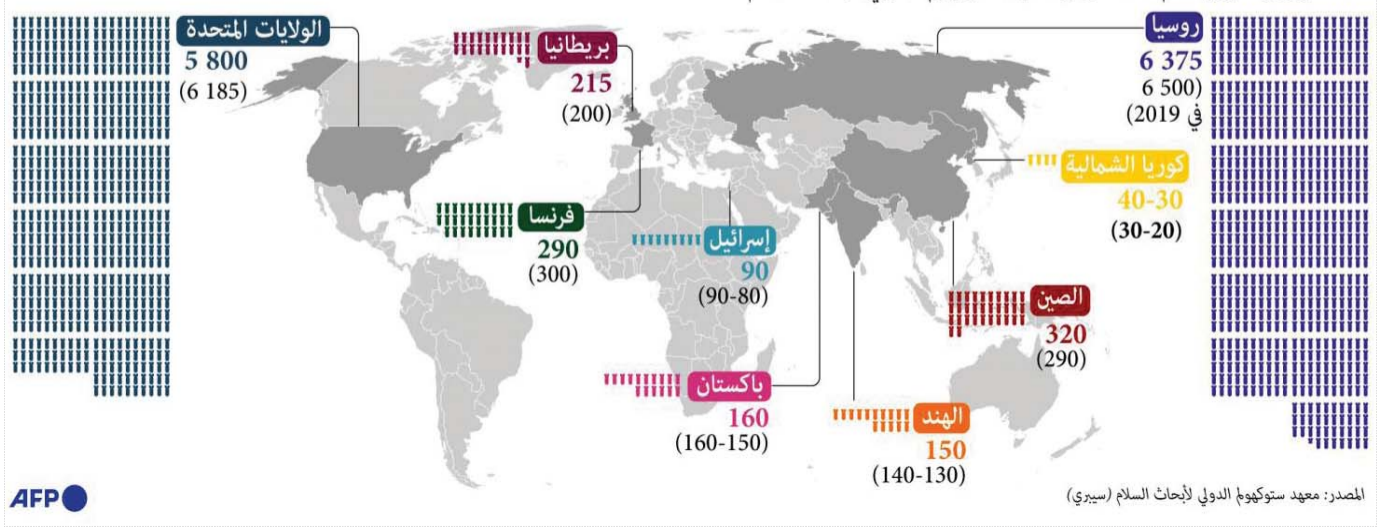 روسيا
6 375
(6 500
في 2019)
الولايات المتحدة
5 800
(6 185)
بريطانيا
215
(200)
كوريا الشمالية
40-30
(30-20)
فرنسا
290
(300)
إسرائيل
90
(90-80)
الصين
320
(290)
باكستان
160
(160-150)
الهند
150
(140-130)
المصدر: معهد ستوكهولم الدولي لأبحاث السلام (سيبري)
AFP